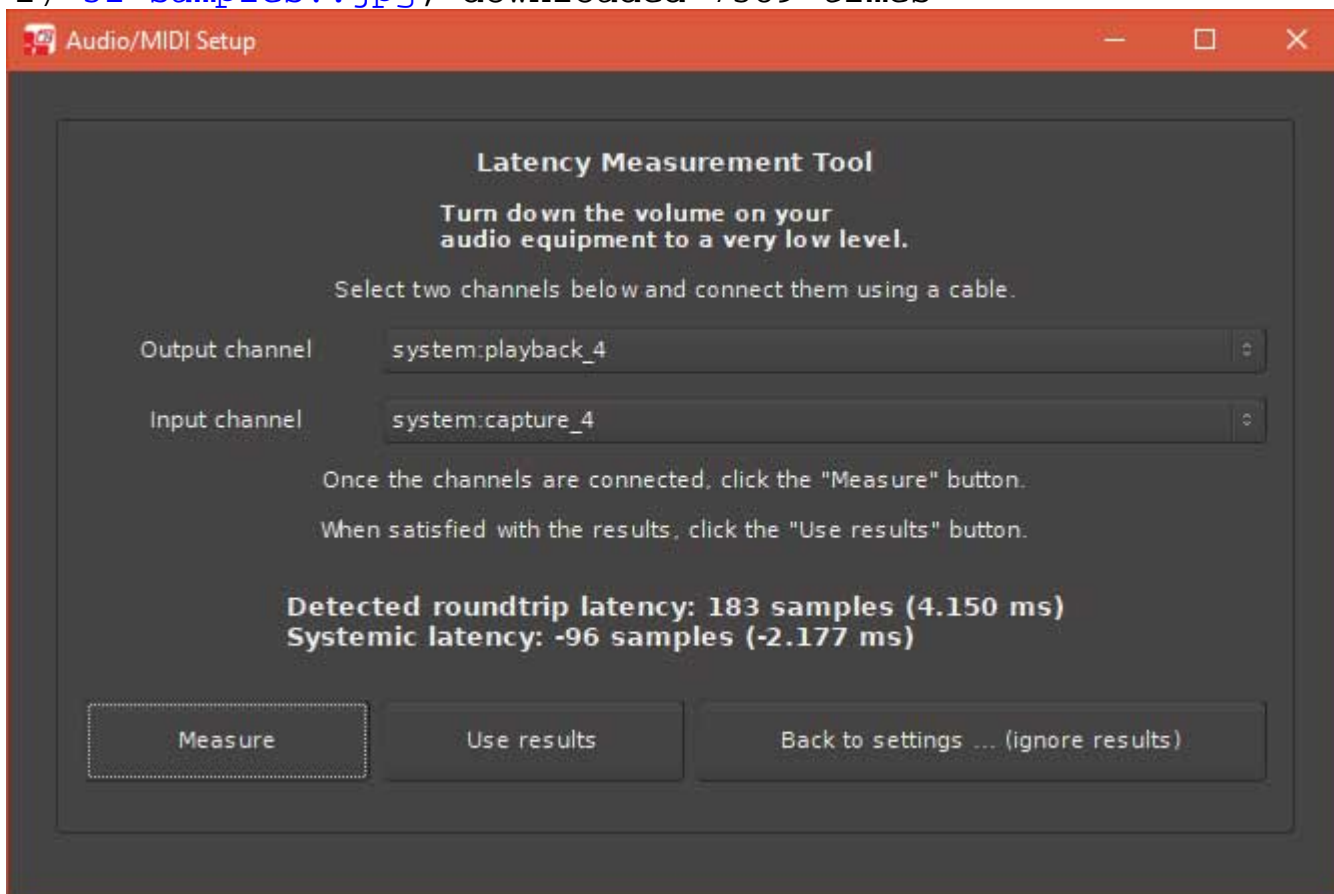 Audio/MIDI Setup
Latency Measurement Tool
Turn down the volume on your
audio equipment to a very low level.
Select two channels below and connect them using a cable.
Output channel system:playback_4
Input channel system:capture_4
Once the channels are connected, click the "Measure" button.
When satisfied with the results, click the "Use results" button.
Detected roundtrip latency: 183 samples (4.150 ms)
Systemic latency: -96 samples (-2.177 ms)
Measure Use results Back to settings ... (ignore results)